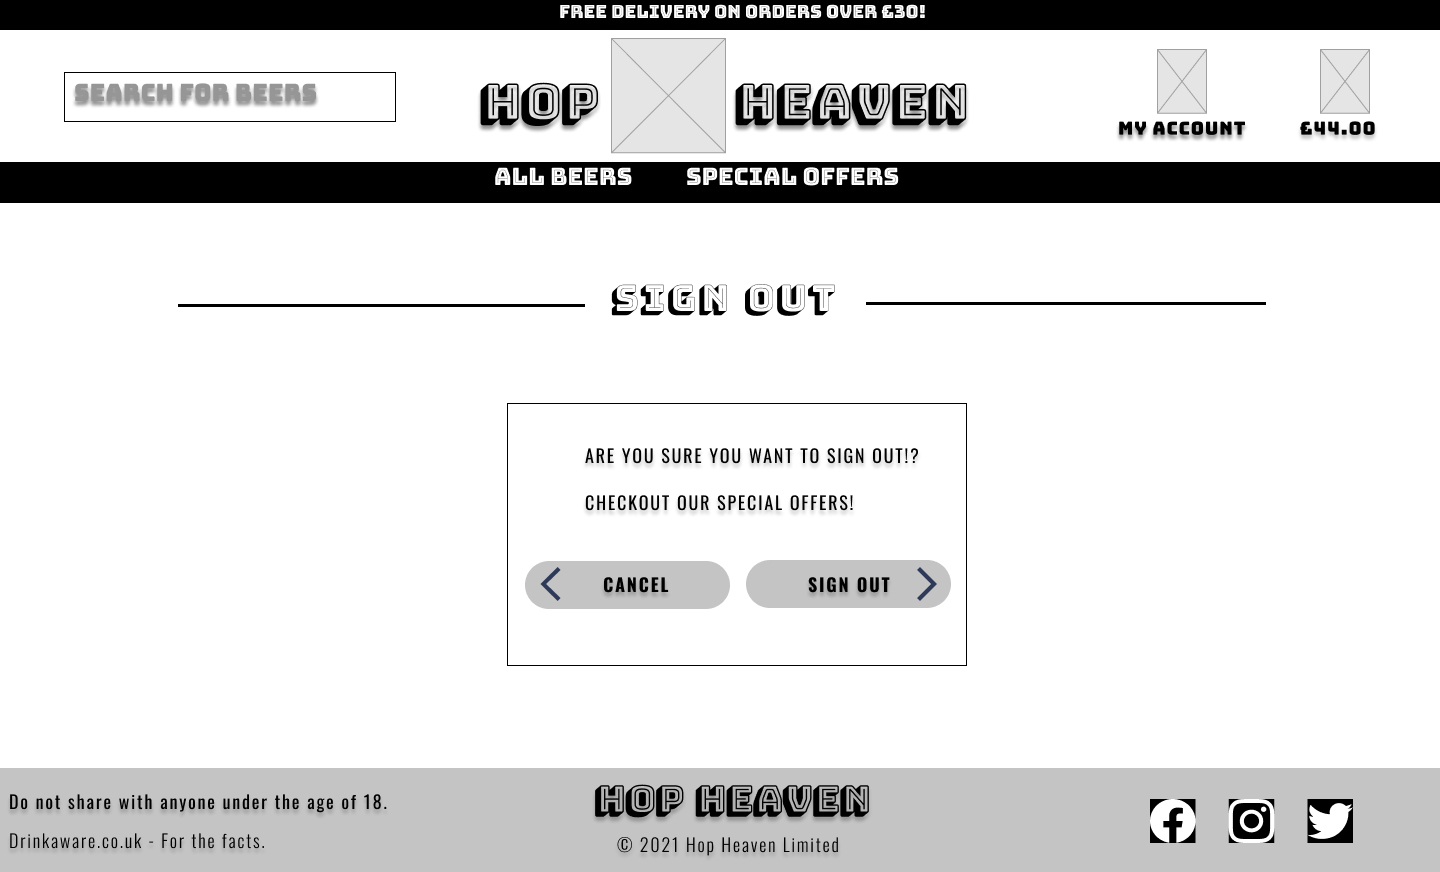 FREE DELIVERY ON ORDERS OVER £30!
SEARCH FOR BEERS
HOP HEAVEN
MY ACCOUNT
£44.00
ALL BEERS
SPECIAL OFFERS
SIGN OUT
ARE YOU SURE YOU WANT TO SIGN OUT!?
CHECKOUT OUR SPECIAL OFFERS!
CANCEL
SIGN OUT
Do not share with anyone under the age of 18.
Drinkaware.co.uk - For the facts.
HOP HEAVEN
© 2021 Hop Heaven Limited